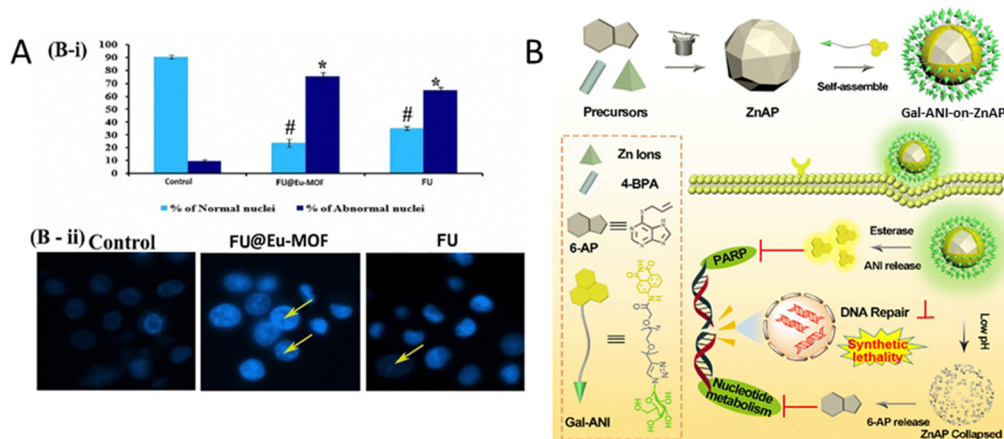 A
(B-i)
100
90
80
70
60
50
40
30
20
10
0
#
*
#
*
Control
FU@Eu-MOF
FU
% of Normal nuclei
% of Abnormal nuclei
(B - ii)
Control
FU@Eu-MOF
FU
B
Precursors
ZnAP
Self-assemble
Gal-ANI-on-ZnAP
Zn Ions
4-BPA
6-AP
Gal-ANI
Esterase
ANI release
PARP
DNA Repair
Synthetic
lethality
Low pH
Nucleotide
metabolism
6-AP release
ZnAP Collapsed